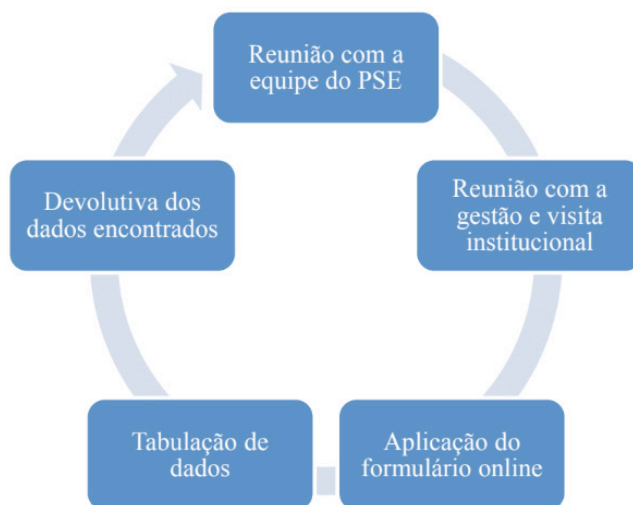 Reunião com a
equipe do PSE
Reunião com a
gestão e visita
institucional
Aplicação do
formulário online
Tabulação de
dados
Devolutiva dos
dados encontrados